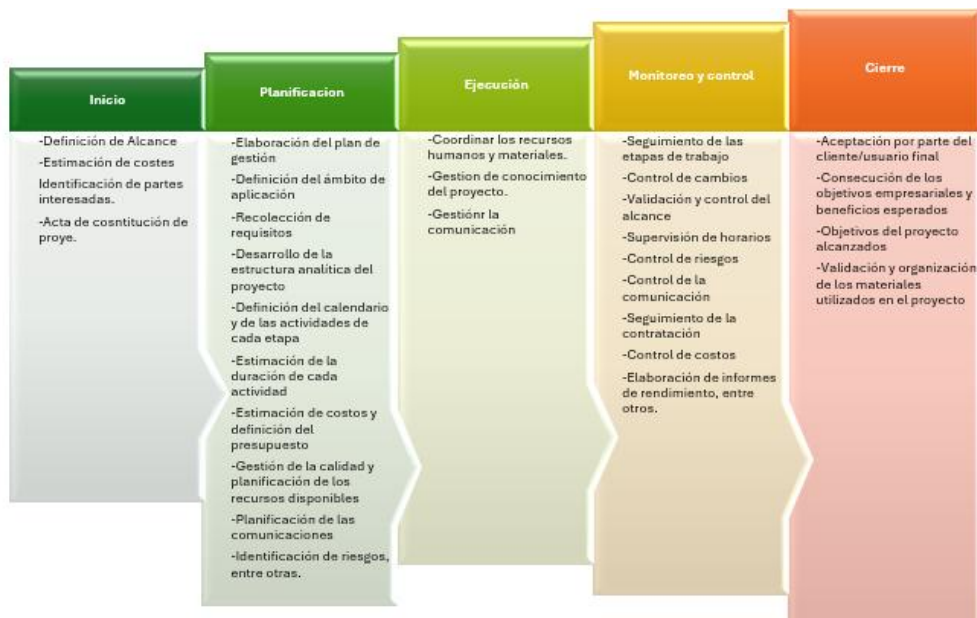 Inicio
-Definición de Alcance
-Estimación de costes
Identificación de partes
interesadas.
-Acta de cosntitución de
proye.
Planificacion
-Elaboración del plan de
gestión
-Definición del ámbito de
aplicación
-Recolección de
requisitos
-Desarrollo de la
estructura analítica del
proyecto
-Definición del calendario
y de las actividades de
cada etapa
-Estimación de la
duración de cada
actividad
-Estimación de costos y
definición del
presupuesto
-Gestión de la calidad y
planificación de los
recursos disponibles
-Planificación de las
comunicaciones
-Identificación de riesgos,
entre otras.
Ejecución
-Coordinar los recursos
humanos y materiales.
-Gestion de conocimiento
del proyecto.
-Gestiónr la
comunicación
Monitoreo y control
-Seguimiento de las
etapas de trabajo
-Control de cambios
-Validación y control del
alcance
-Supervisión de horarios
-Control de riesgos
-Control de la
comunicación
-Seguimiento de la
contratación
-Control de costos
-Elaboración de informes
de rendimiento, entre
otros.
Cierre
-Aceptación por parte del
cliente/usuario final
-Consecución de los
objetivos empresariales y
beneficios esperados
-Objetivos del proyecto
alcanzados
-Validación y organización
de los materiales
utilizados en el proyecto